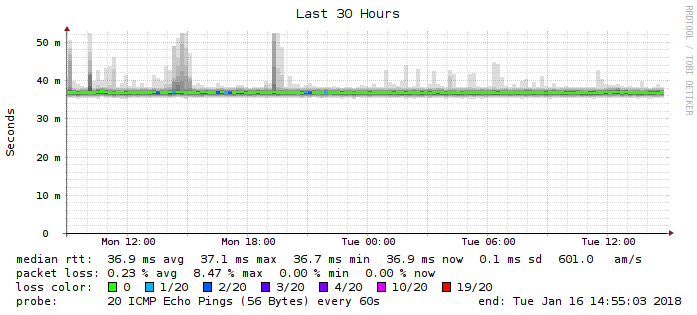 Last 30 Hours
RRDTOOL / TOBI OETIKER
Seconds
50 m
40 m
30 m
20 m
10 m
0
Mon 12:00 Mon 18:00 Tue 00:00 Tue 06:00 Tue 12:00
median rtt: 36.9 ms avg 37.1 ms max 36.7 ms min 36.9 ms now 0.1 ms sd 601.0 am/s
packet loss: 0.23 % avg 8.47 % max 0.00 % min 0.00 % now
loss color: 0 1/20 2/20 3/20 4/20 10/20 19/20
probe: 20 ICMP Echo Pings (56 Bytes) every 60s end: Tue Jan 16 14:55:03 2018